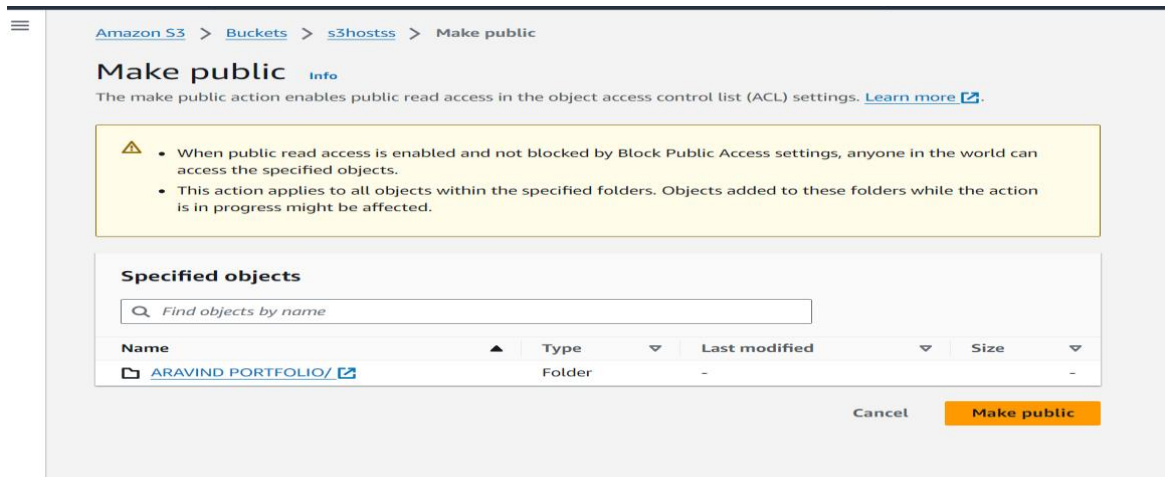 Amazon S3 > Buckets > s3hostss > Make public
Make public Info
The make public action enables public read access in the object access control list (ACL) settings. Learn more.
• When public read access is enabled and not blocked by Block Public Access settings, anyone in the world can
access the specified objects.
• This action applies to all objects within the specified folders. Objects added to these folders while the action
is in progress might be affected.
Specified objects
Find objects by name
Name Type Last modified Size
ARAVIND PORTFOLIO/ Folder - -
Cancel Make public